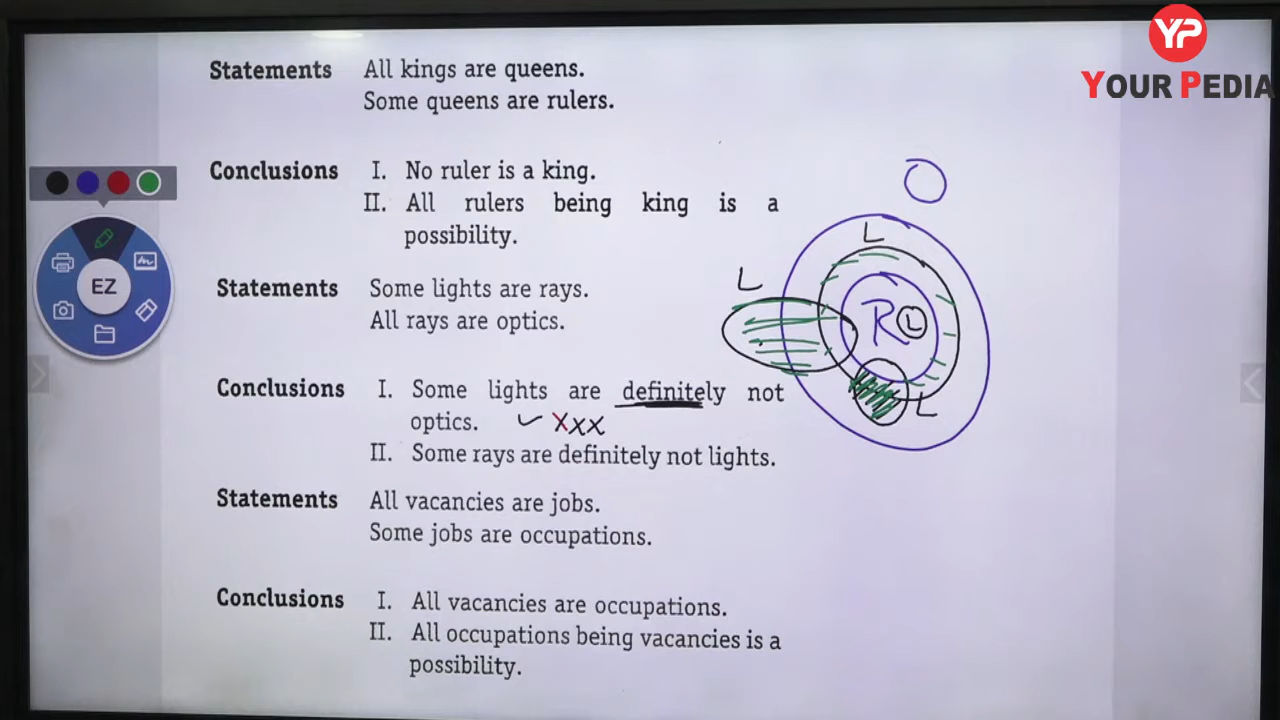 YP
YOUR PEDIA
Statements All kings are queens.
Some queens are rulers.
Conclusions I. No ruler is a king.
II. All rulers being king is a
possibility.
Statements Some lights are rays.
All rays are optics.
Conclusions I. Some lights are definitely not
optics. ✓ XXX
II. Some rays are definitely not lights.
Statements All vacancies are jobs.
Some jobs are occupations.
Conclusions I. All vacancies are occupations.
II. All occupations being vacancies is a
possibility.
EZ
O
L
L
R L
L